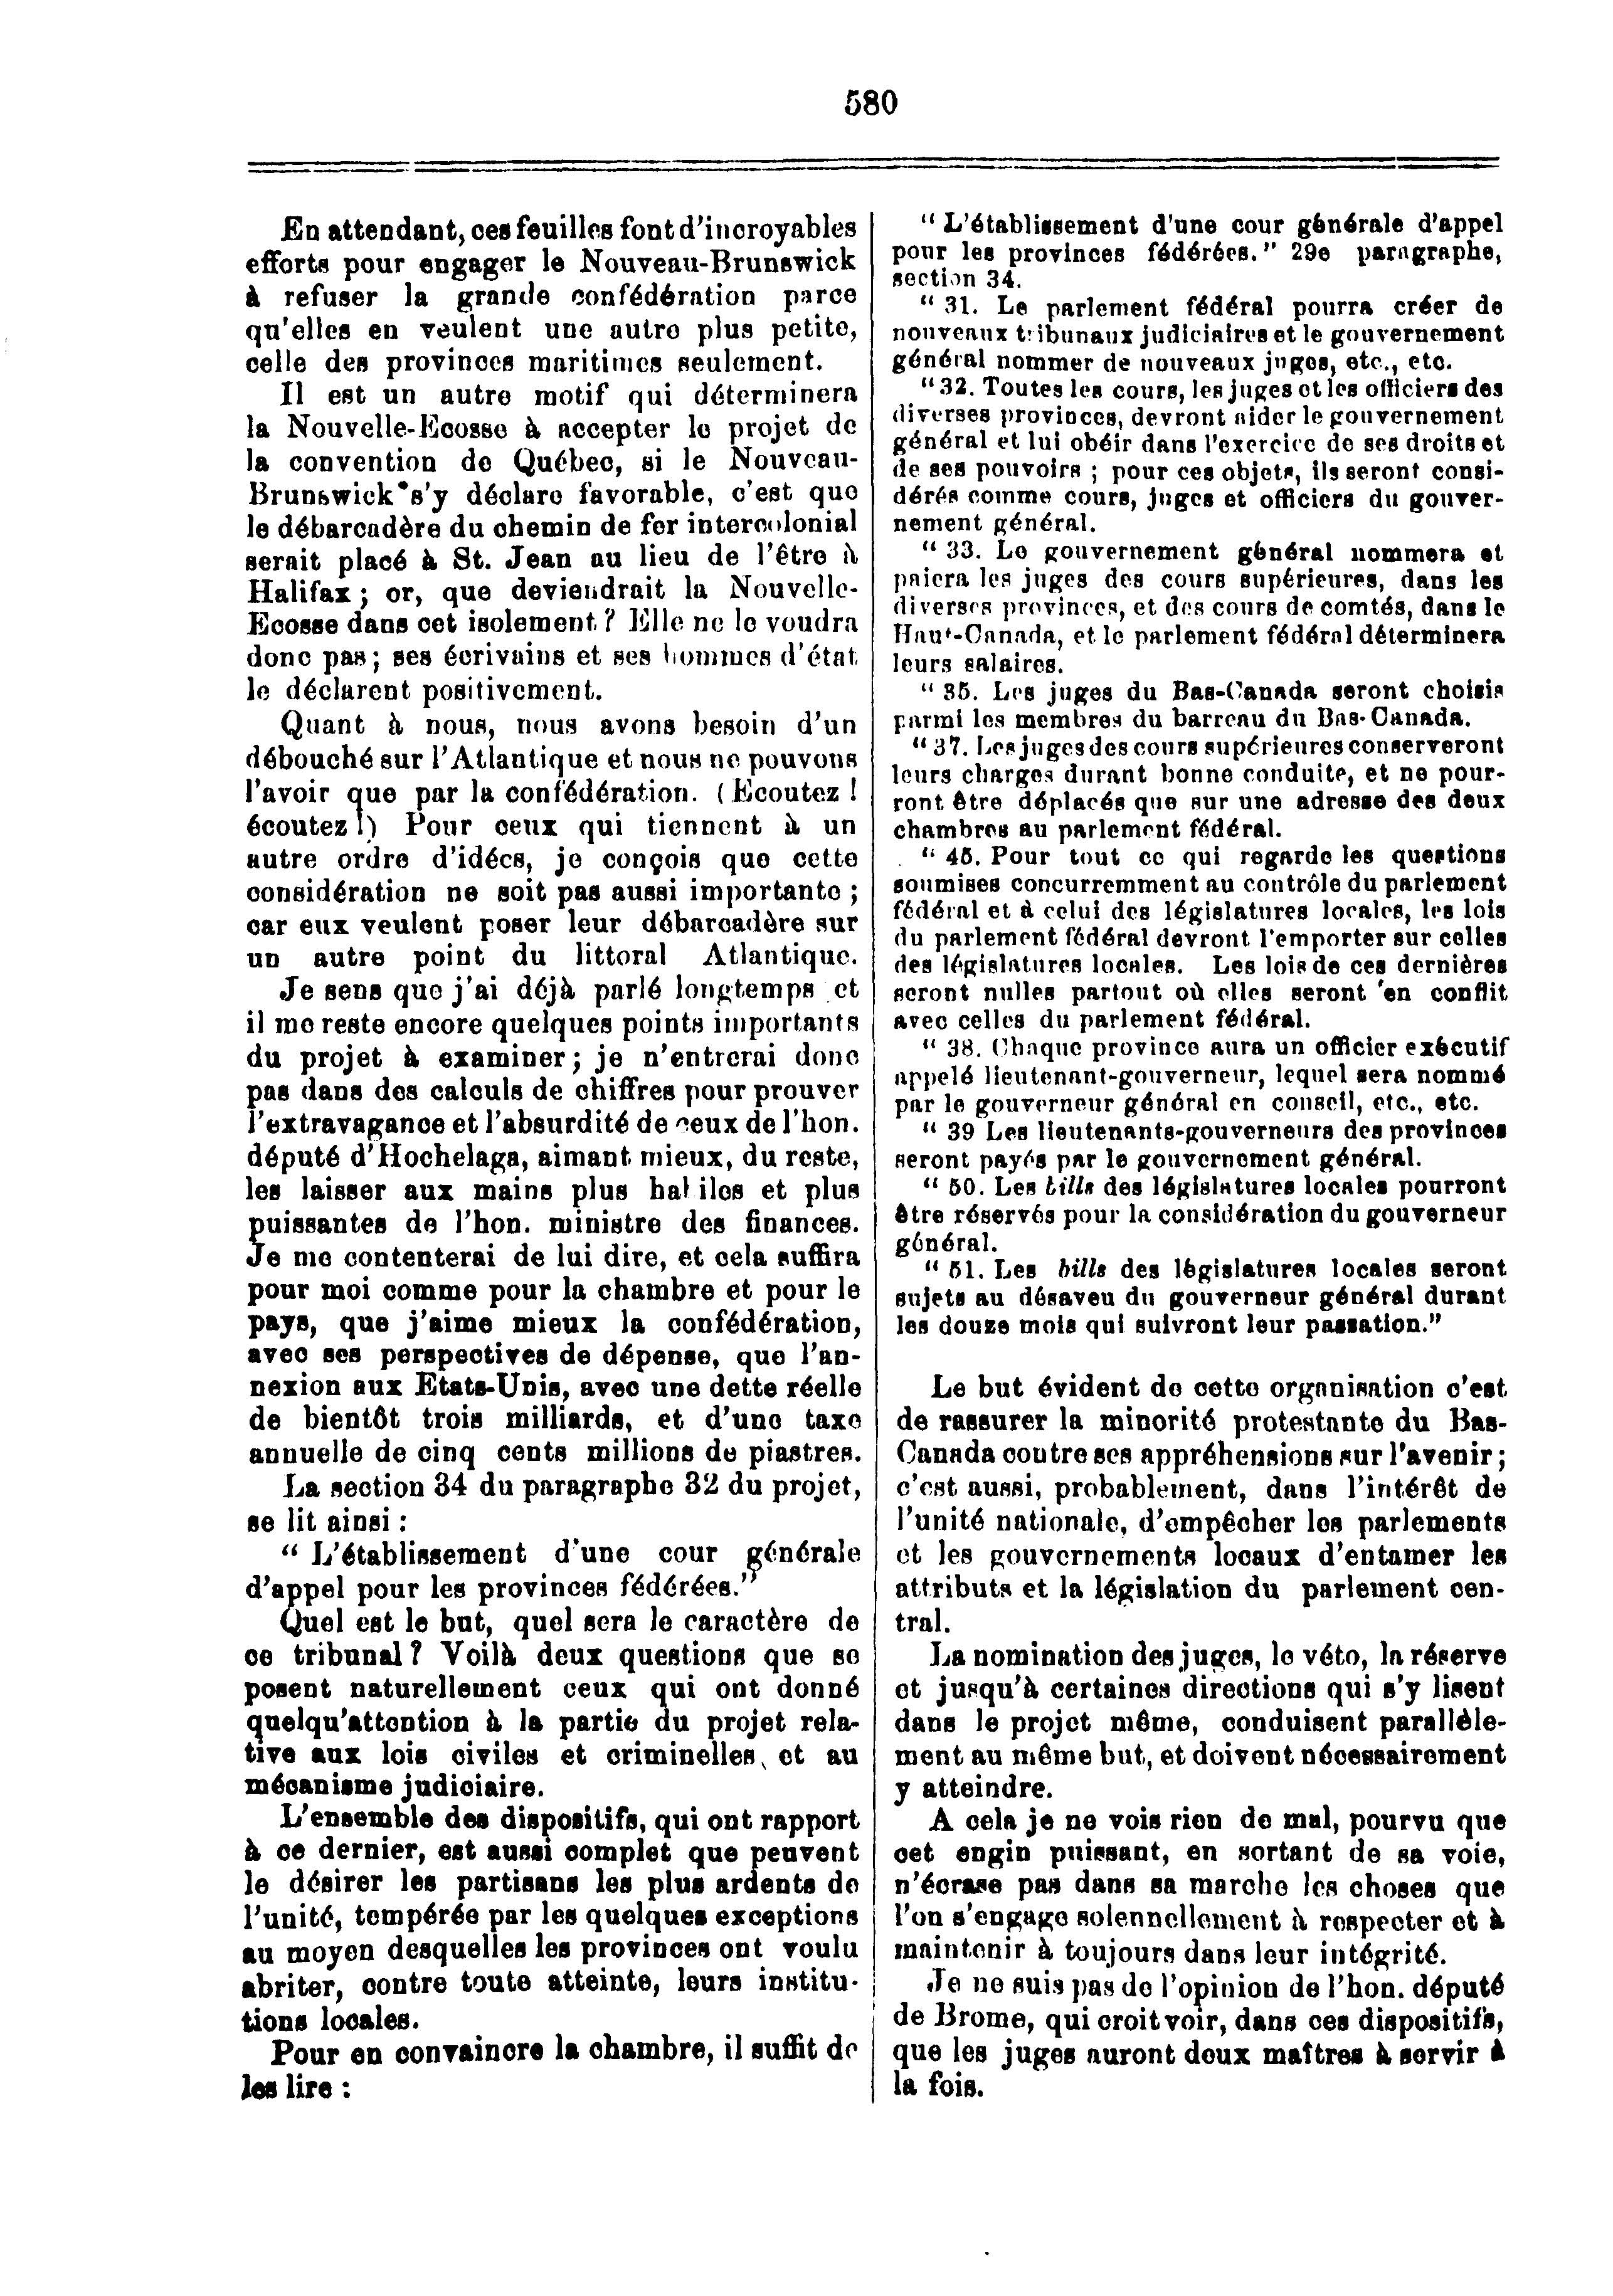 580
En attendant, ces feuilles font d'incroyables
efforts pour engager le Nouveau-Brunswick
à refuser la grande confédération parce
qu'elles en veulent une autre plus petite,
celle des provinces maritimes seulement.
Il est un autre motif qui déterminera
la Nouvelle-Ecosse à accepter le projet de
la convention de Québec, si le Nouveau-
Brunswick s'y déclare favorable, c'est que
le débarcadère du chemin de fer intercolonial
serait placé à St. Jean au lieu de l'être à
Halifax ; or, que deviendrait la Nouvelle-
Ecosse dans cet isolement ? Elle ne le voudra
donc pas ; ses écrivains et ses hommes d'état
le déclarent positivement.
Quant à nous, nous avons besoin d'un
débouché sur l'Atlantique et nous ne pouvons
l'avoir que par la confédération. (Ecoutez !
écoutez !) Pour ceux qui tiennent à un
autre ordre d'idées, je conçois que cette
considération ne soit pas aussi importante ;
car eux veulent poser leur débarcadère sur
un autre point du littoral Atlantique.
Je sens que j'ai déjà parlé longtemps et
il me reste encore quelques points importants
du projet à examiner ; je n'entrerai donc
pas dans des calculs de chiffres pour prouver
l'extravagance et l'absurdité de ceux de l'hon.
député d'Hochelaga, aimant mieux, du reste,
les laisser aux mains plus habiles et plus
puissantes de l'hon. ministre des finances.
Je me contenterai de lui dire, et cela suffira
pour moi comme pour la chambre et pour le
pays, que j'aime mieux la confédération,
avec ses perspectives de dépense, que l'an-
nexion aux Etats-Unis, avec une dette réelle
de bientôt trois milliards, et d'une taxe
annuelle de cinq cents millions de piastres.
La section 34 du paragraphe 32 du projet,
se lit ainsi :
" L'établissement d'une cour générale
d'appel pour les provinces fédérées."
Quel est le but, quel sera le caractère de
ce tribunal ? Voilà deux questions que se
posent naturellement ceux qui ont donné
quelqu'attention à la partie du projet rela-
tive aux lois civiles et criminelles, et au
mécanisme judiciaire.
L'ensemble des dispositifs, qui ont rapport
à ce dernier, est aussi complet que peuvent
le désirer les partisans les plus ardents de
l'unité, tempérée par les quelques exceptions
au moyen desquelles les provinces ont voulu
abriter, contre toute atteinte, leurs institu-
tions locales.
Pour en convaincre la chambre, il suffit de
les lire :
" L'établissement d'une cour générale d'appel
pour les provinces fédérées." 29e paragraphe,
section 34.
" 31. Le parlement fédéral pourra créer de
nouveaux tribunaux judiciaires et le gouvernement
général nommer de nouveaux juges, etc., etc.
" 32. Toutes les cours, les juges et les officiers des
diverses provinces, devront aider le gouvernement
général et lui obéir dans l'exercice de ses droits et
de ses pouvoirs ; pour ces objets, ils seront consi-
dérés comme cours, juges et officiers du gouver-
nement général.
" 33. Le gouvernement général nommera et
paiera les juges des cours supérieures, dans les
diverses provinces, et des cours de comtés, dans le
Haut-Canada, et le parlement fédéral déterminera
leurs salaires.
" 35. Les juges du Bas-Canada seront choisis
parmi les membres du barreau du Bas-Canada.
" 37. Les juges des cours supérieures conserveront
leurs charges durant bonne conduite, et ne pour-
ront être déplacés que sur une adresse des deux
chambres au parlement fédéral.
" 45. Pour tout ce qui regarde les questions
soumises concurremment au contrôle du parlement
fédéral et à celui des législatures locales, les lois
du parlement fédéral devront l'emporter sur celles
des législatures locales. Les lois de ces dernières
seront nulles partout où elles seront en conflit
avec celles du parlement fédéral.
" 38. Chaque province aura un officier exécutif
appelé lieutenant-gouverneur, lequel sera nommé
par le gouverneur général en conseil, etc., etc.
" 39 Les lieutenants-gouverneurs des provinces
seront payés par le gouvernement général.
" 50. Les bills des législatures locales pourront
être réservés pour la considération du gouverneur
général.
" 51. Les bills des législatures locales seront
sujets au désaveu du gouverneur général durant
les douze mois qui suivront leur passation."
Le but évident de cette organisation c'est
de rassurer la minorité protestante du Bas-
Canada contre ses appréhensions sur l'avenir ;
c'est aussi, probablement, dans l'intérêt de
l'unité nationale, d'empêcher les parlements
et les gouvernements locaux d'entamer les
attributs et la législation du parlement cen-
tral.
La nomination des juges, le véto, la réserve
et jusqu'à certaines directions qui s'y lisent
dans le projet même, conduisent parallèle-
ment au même but, et doivent nécessairement
y atteindre.
A cela je ne vois rien de mal, pourvu que
cet engin puissant, en sortant de sa voie,
n'écrase pas dans sa marche les choses que
l'on s'engage solennellement à respecter et à
maintenir à toujours dans leur intégrité.
Je ne suis pas de l'opinion de l'hon. député
de Brome, qui croit voir, dans ces dispositifs,
que les juges auront deux maîtres à servir à
la fois.